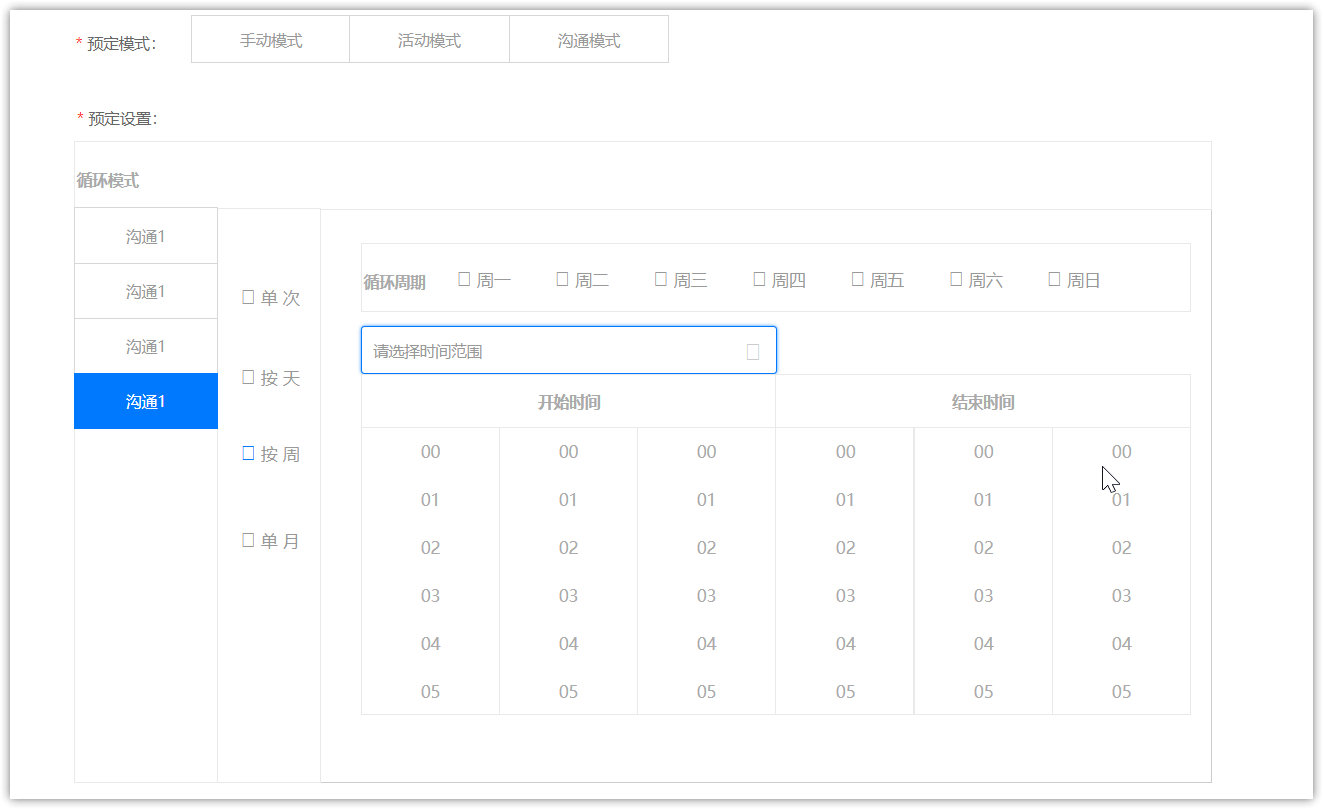 * 预定模式: 手动模式 活动模式 沟通模式
* 预定设置:
循环模式
沟通1
沟通1
沟通1
沟通1
单 次
按 天
按 周
单 月
循环周期 周一 周二 周三 周四 周五 周六 周日
请选择时间范围
开始时间 结束时间
00 00 00 00 00 00
01 01 01 01 01 01
02 02 02 02 02 02
03 03 03 03 03 03
04 04 04 04 04 04
05 05 05 05 05 05